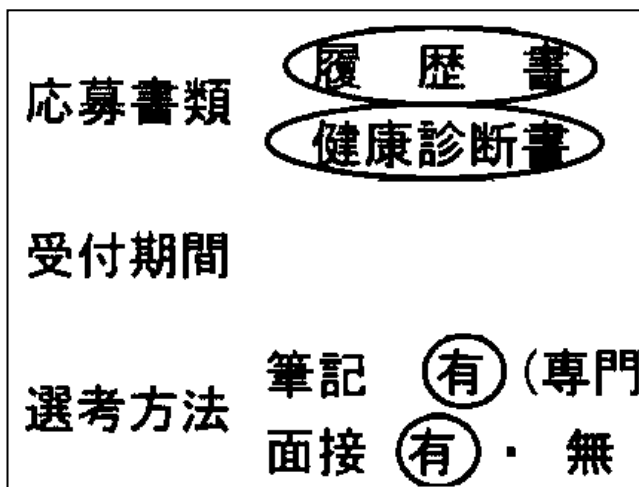 履 歴 書
応募書類
健康診断書
受付期間
筆記 有 (専門
選考方法
面接 有 ・ 無